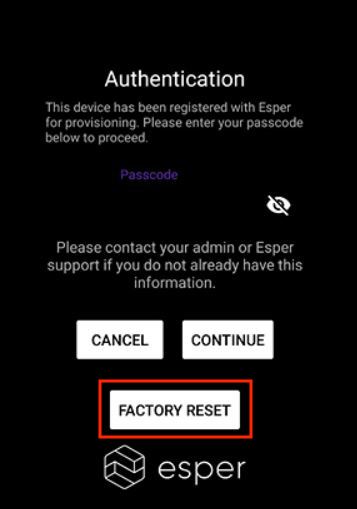 Authentication
This device has been registered with Esper
for provisioning. Please enter your passcode
below to proceed.
Passcode
Please contact your admin or Esper
support if you do not already have this
information.
CANCEL
CONTINUE
FACTORY RESET
esper